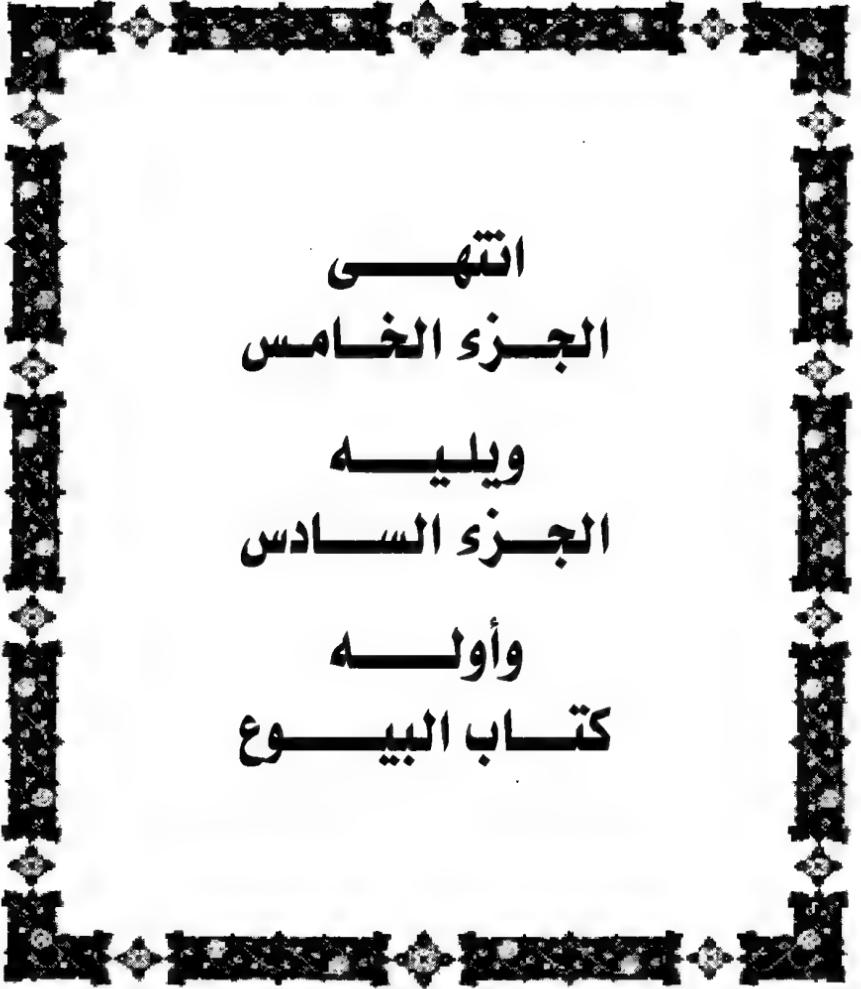 انتهى
الجزء الخامس
ويليه
الجزء السادس
وأوله
كتاب البيوع